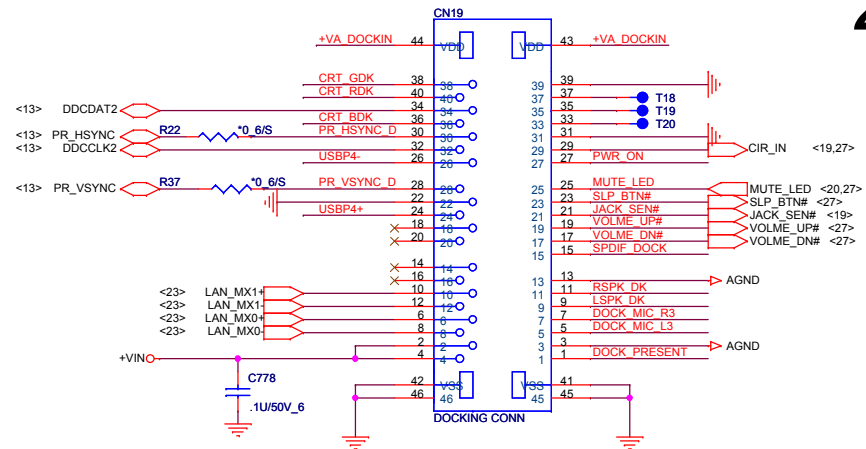 CN19
+VA_DOCKIN 44 VDD VDD 43 +VA_DOCKIN
CRT_GDK 38 38 39 39
CRT_RDK 40 40 37 37 T18
<13> DDCDAT2 34 34 35 35 T19
CRT_BDK 36 36 33 33 T20
<13> PR_HSYNC R22 *0_6/S PR_HSYNC_D 30 30 31 31
<13> DDCCLK2 32 32 29 29 CIR_IN <19,27>
USBP4- 26 26 27 27 PWR_ON
<13> PR_VSYNC R37 *0_6/S PR_VSYNC_D 28 28 25 25 MUTE_LED MUTE_LED <20,27>
22 22 23 23 SLP_BTN# SLP_BTN# <27>
USBP4+ 24 24 21 21 JACK_SEN# JACK_SEN# <19>
18 18 19 19 VOLME_UP# VOLME_UP# <27>
20 20 17 17 VOLME_DN# VOLME_DN# <27>
15 15 SPDIF_DOCK
14 14
16 16 13 13 AGND
<23> LAN_MX1+ 10 10 11 11 RSPK_DK
<23> LAN_MX1- 12 12 9 9 LSPK_DK
<23> LAN_MX0+ 6 6 7 7 DOCK_MIC_R3
<23> LAN_MX0- 8 8 5 5 DOCK_MIC_L3
2 2 3 3 AGND
+VIN 4 4 1 1 DOCK_PRESENT
C778
.1U/50V_6
42 VSS VSS 41
46 46 45 45
DOCKING CONN